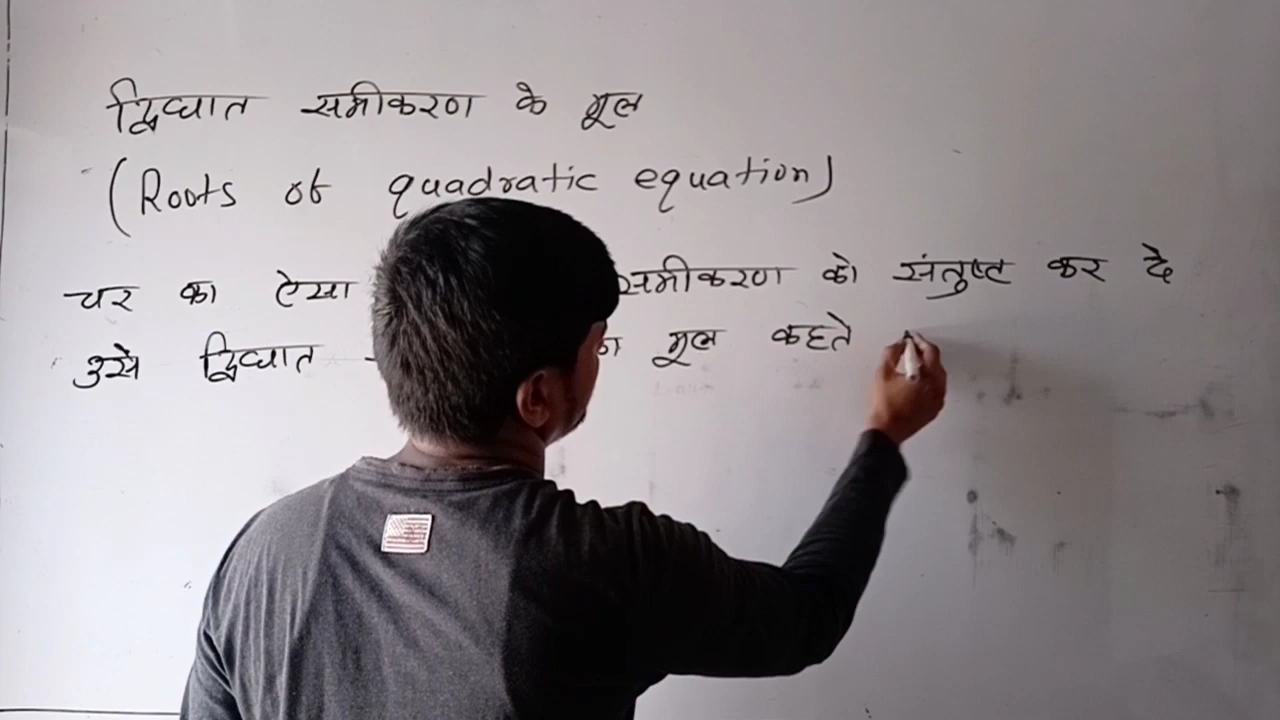 द्विघात समीकरण के मूल
(Roots of quadratic equation)
चर का ऐसा समीकरण को संतुष्ट कर दे
उसे द्विघात मूल कहते